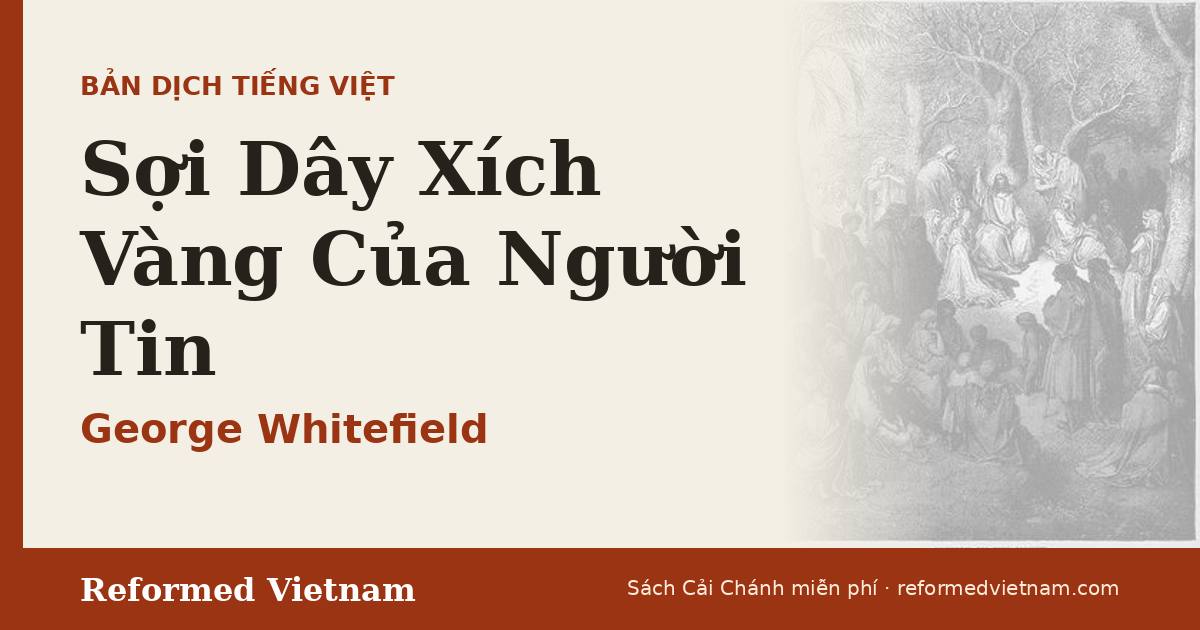 BẢN DỊCH TIẾNG VIỆT
Sợi Dây Xích
Vàng Của Người
Tin
George Whitefield
Reformed Vietnam
Sách Cải Chánh miễn phí · reformedvietnam.com